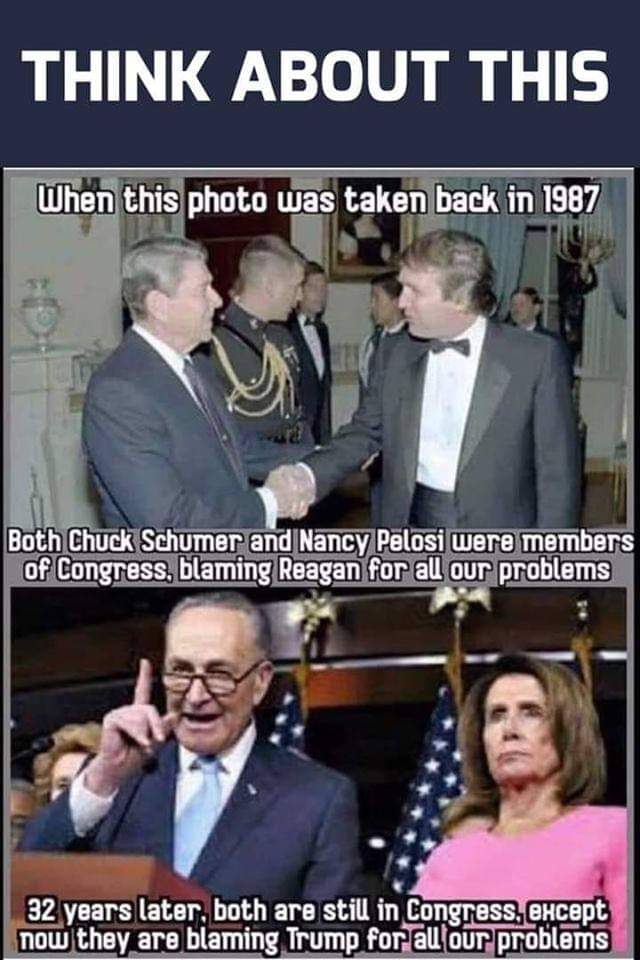 THINK ABOUT THIS
When this photo was taken back in 1987
Both Chuck Schumer and Nancy Pelosi were members
of Congress, blaming Reagan for all our problems
32 years later, both are still in Congress, except
now they are blaming Trump for all our problems